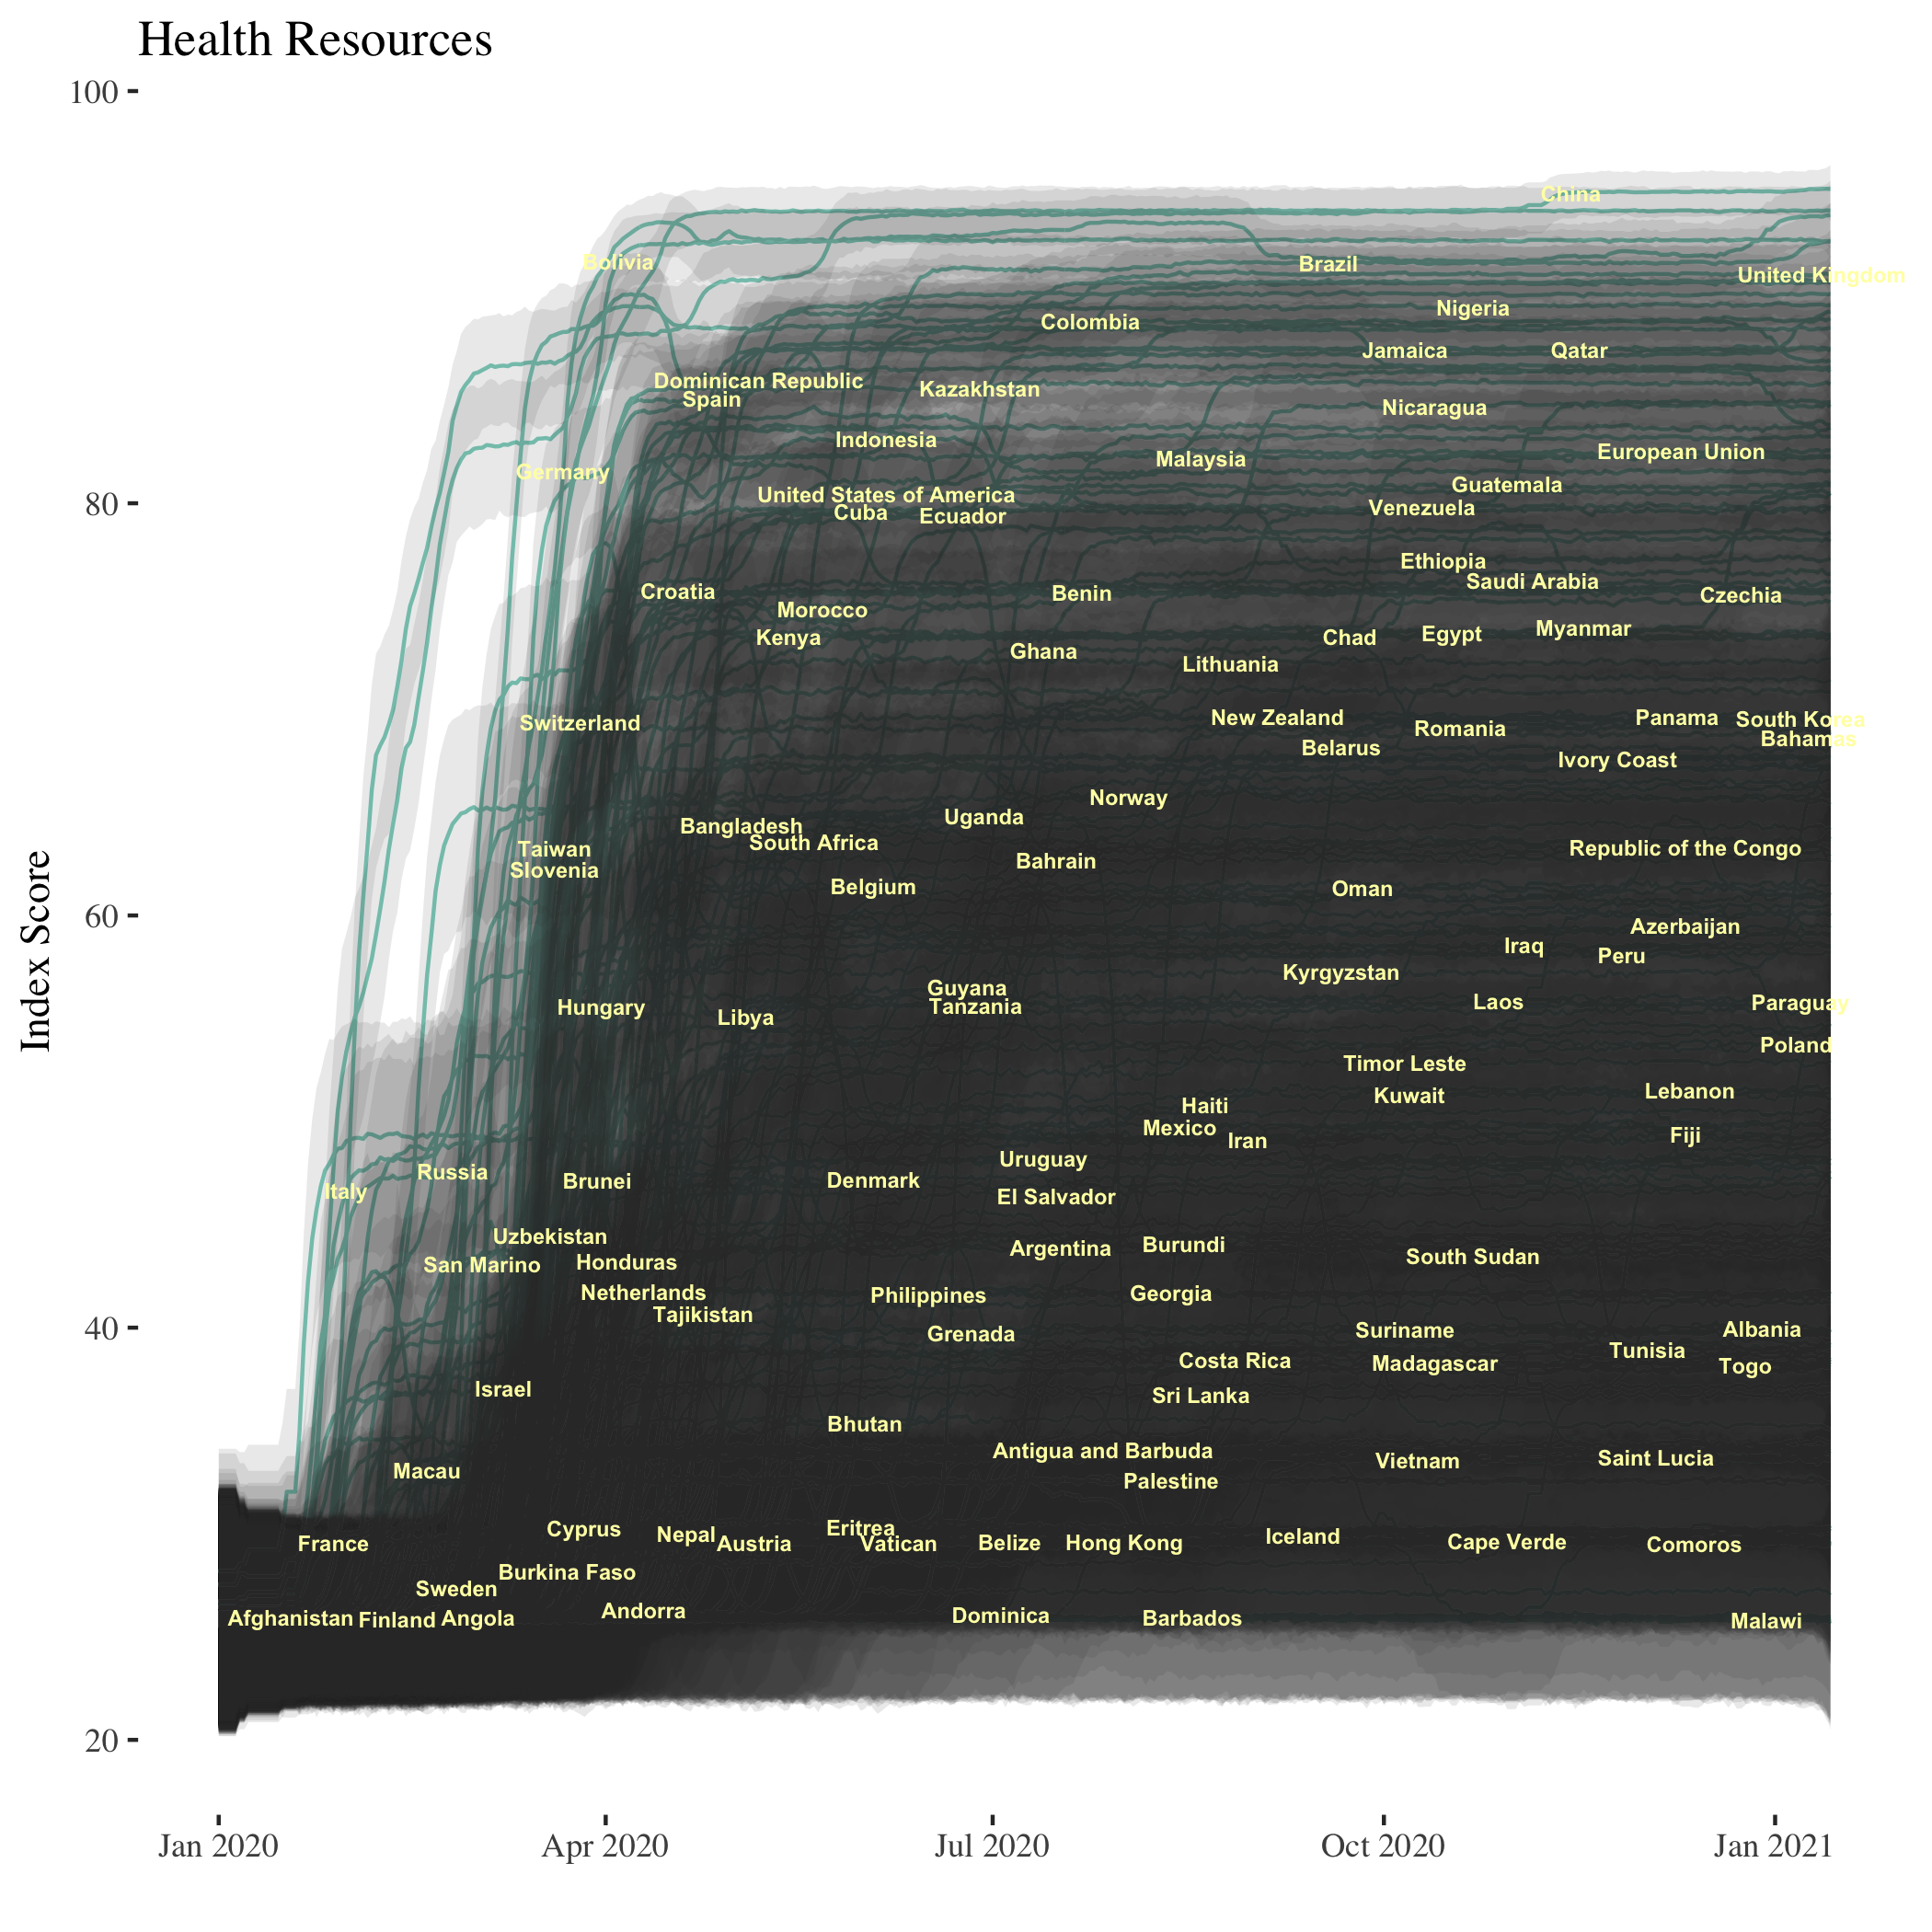 Health Resources
100
China
Bolivia
Brazil
United Kingdom
Nigeria
Colombia
Jamaica Qatar
Dominican Republic
Kazakhstan
Spain
Nicaragua
Indonesia
European Union
Malaysia
Germany
Guatemala
United States of America
80
Venezuela
Cuba Ecuador
Ethiopia
Saudi Arabia
Croatia Benin Czechia
Morocco
Myanmar
Kenya Chad Egypt
Ghana
Lithuania
New Zealand Panama South Korea
Switzerland Romania
Bahamas
Belarus
Ivory Coast
Norway
Uganda
Bangladesh
South Africa
Taiwan Republic of the Congo
Bahrain
Slovenia
Belgium Oman
60
Azerbaijan
Iraq
Peru
Index Score
Kyrgyzstan
Guyana
Laos Paraguay
Hungary Tanzania
Libya
Poland
Timor Leste
Lebanon
Kuwait
Haiti
Mexico
Fiji
Iran
Uruguay
Russia
Brunei Denmark
Italy
El Salvador
Uzbekistan
Burundi
Argentina
South Sudan
San Marino Honduras
Netherlands Philippines Georgia
Tajikistan
40
Grenada Suriname Albania
Tunisia
Costa Rica Madagascar Togo
Israel
Sri Lanka
Bhutan
Antigua and Barbuda
Vietnam Saint Lucia
Macau
Palestine
Cyprus Eritrea
Nepal Iceland
France Austria Vatican Belize Hong Kong Cape Verde Comoros
Burkina Faso
Sweden
Andorra
Afghanistan Finland Angola Dominica Barbados Malawi
20
Jan 2020 Apr 2020 Jul 2020 Oct 2020 Jan 2021